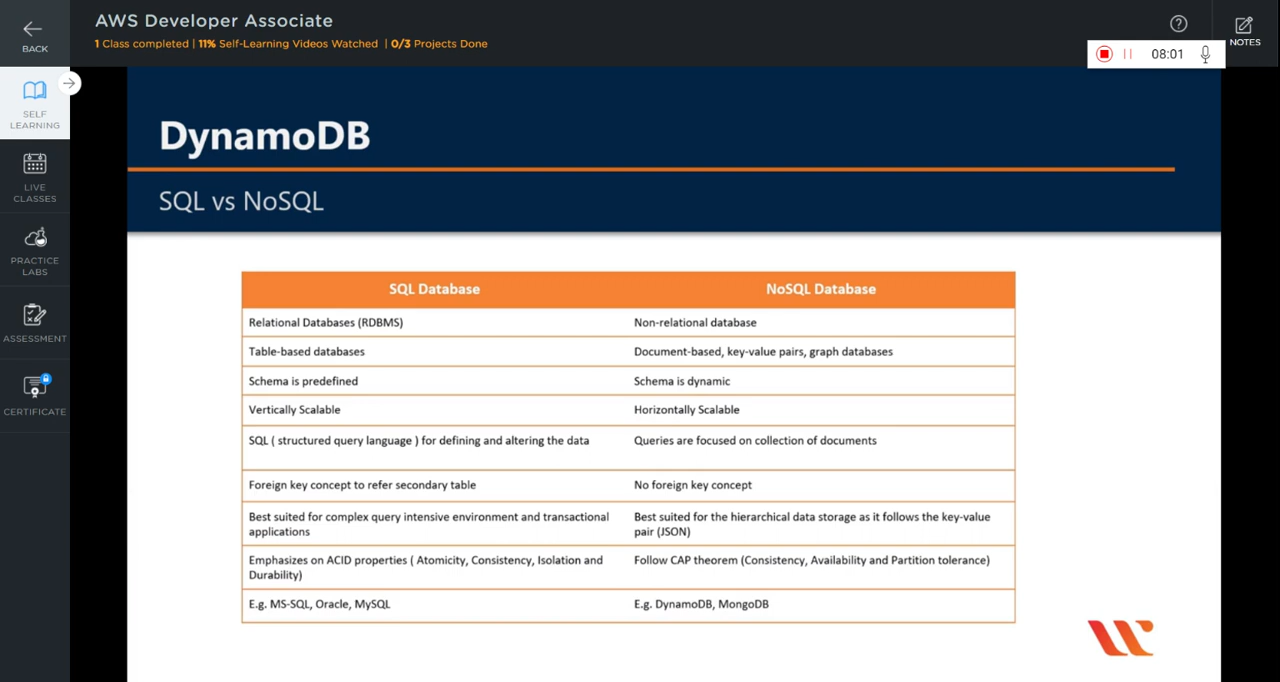 BACK
AWS Developer Associate
1 Class completed | 11% Self-Learning Videos Watched | 0/3 Projects Done
NOTES
08:01
SELF
LEARNING
LIVE
CLASSES
PRACTICE
LABS
ASSESSMENT
CERTIFICATE
DynamoDB
SQL vs NoSQL
SQL Database NoSQL Database
Relational Databases (RDBMS) Non-relational database
Table-based databases Document-based, key-value pairs, graph databases
Schema is predefined Schema is dynamic
Vertically Scalable Horizontally Scalable
SQL ( structured query language ) for defining and altering the data Queries are focused on collection of documents
Foreign key concept to refer secondary table No foreign key concept
Best suited for complex query intensive environment and transactional Best suited for the hierarchical data storage as it follows the key-value
applications pair (JSON)
Emphasizes on ACID properties ( Atomicity, Consistency, Isolation and Follow CAP theorem (Consistency, Availability and Partition tolerance)
Durability)
E.g. MS-SQL, Oracle, MySQL E.g. DynamoDB, MongoDB